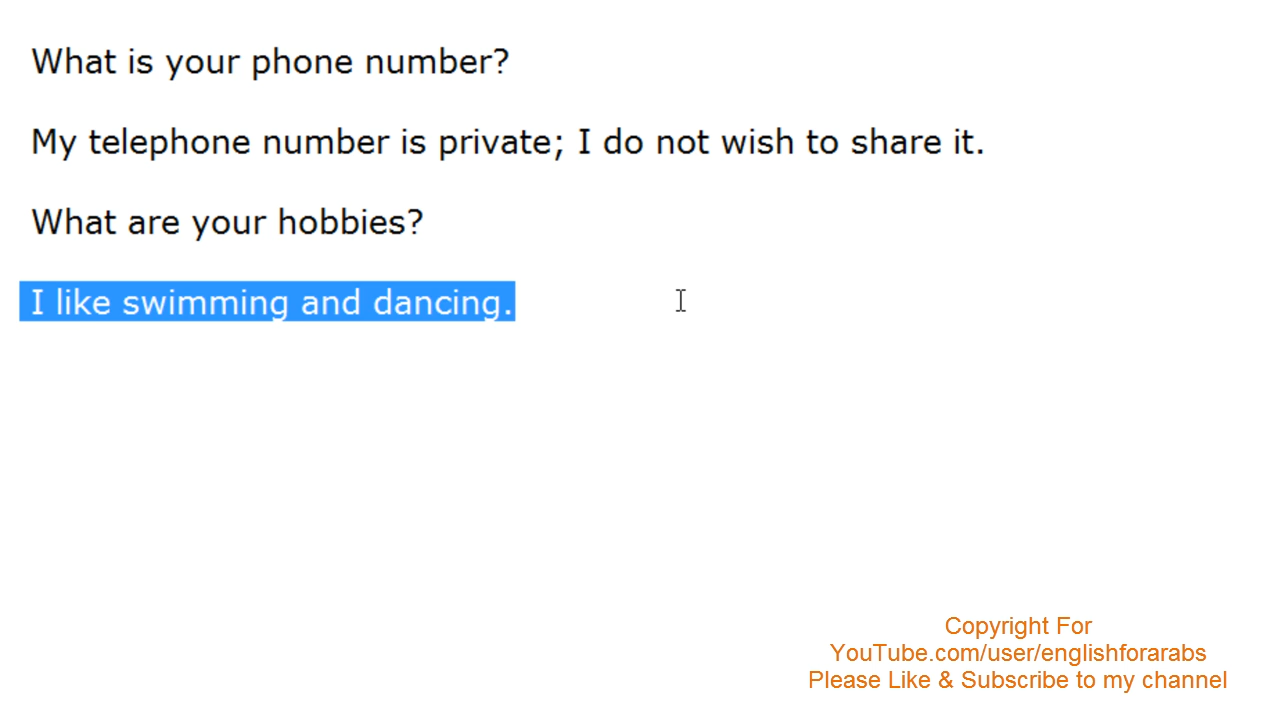 What is your phone number?
My telephone number is private; I do not wish to share it.
What are your hobbies?
I like swimming and dancing.
Copyright For
YouTube.com/user/englishforarabs
Please Like & Subscribe to my channel